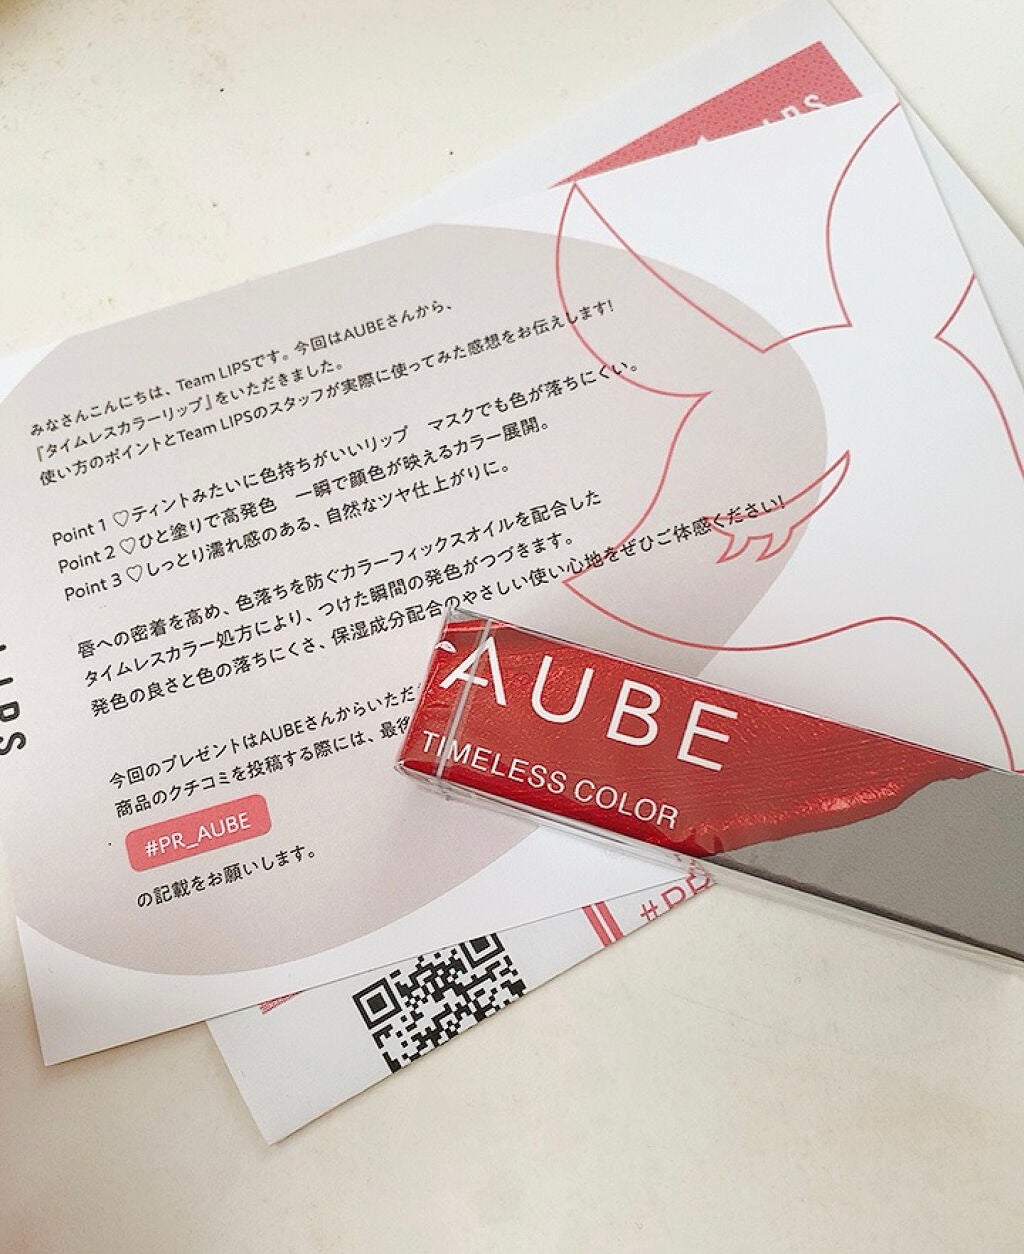 LIPS
みなさんこんにちは、Team LIPSです。今回はAUBEさんから、
『タイムレスカラーリップ』をいただきました。
使い方のポイントとTeam LIPSのスタッフが実際に使ってみた感想をお伝えします!
Point 1 ♡ティントみたいに色持ちがいいリップ マスクでも色が落ちにくい。
Point 2 ♡ひと塗りで高発色 一瞬で顔色が映えるカラー展開。
Point 3 ♡しっとり濡れ感のある、自然なツヤ仕上がりに。
唇への密着を高め、色落ちを防ぐカラーフィックスオイルを配合した
タイムレスカラー処方により、つけた瞬間の発色がつづきます。
発色の良さと色の落ちにくさ、保湿成分配合のやさしい使い心地をぜひご体感ください!
今回のプレゼントはAUBEさんからいただ
商品のクチコミを投稿する際には、最後
#PR_AUBE
の記載をお願いします。
LIPS
AUBE
TIMELESS COLOR
#PR